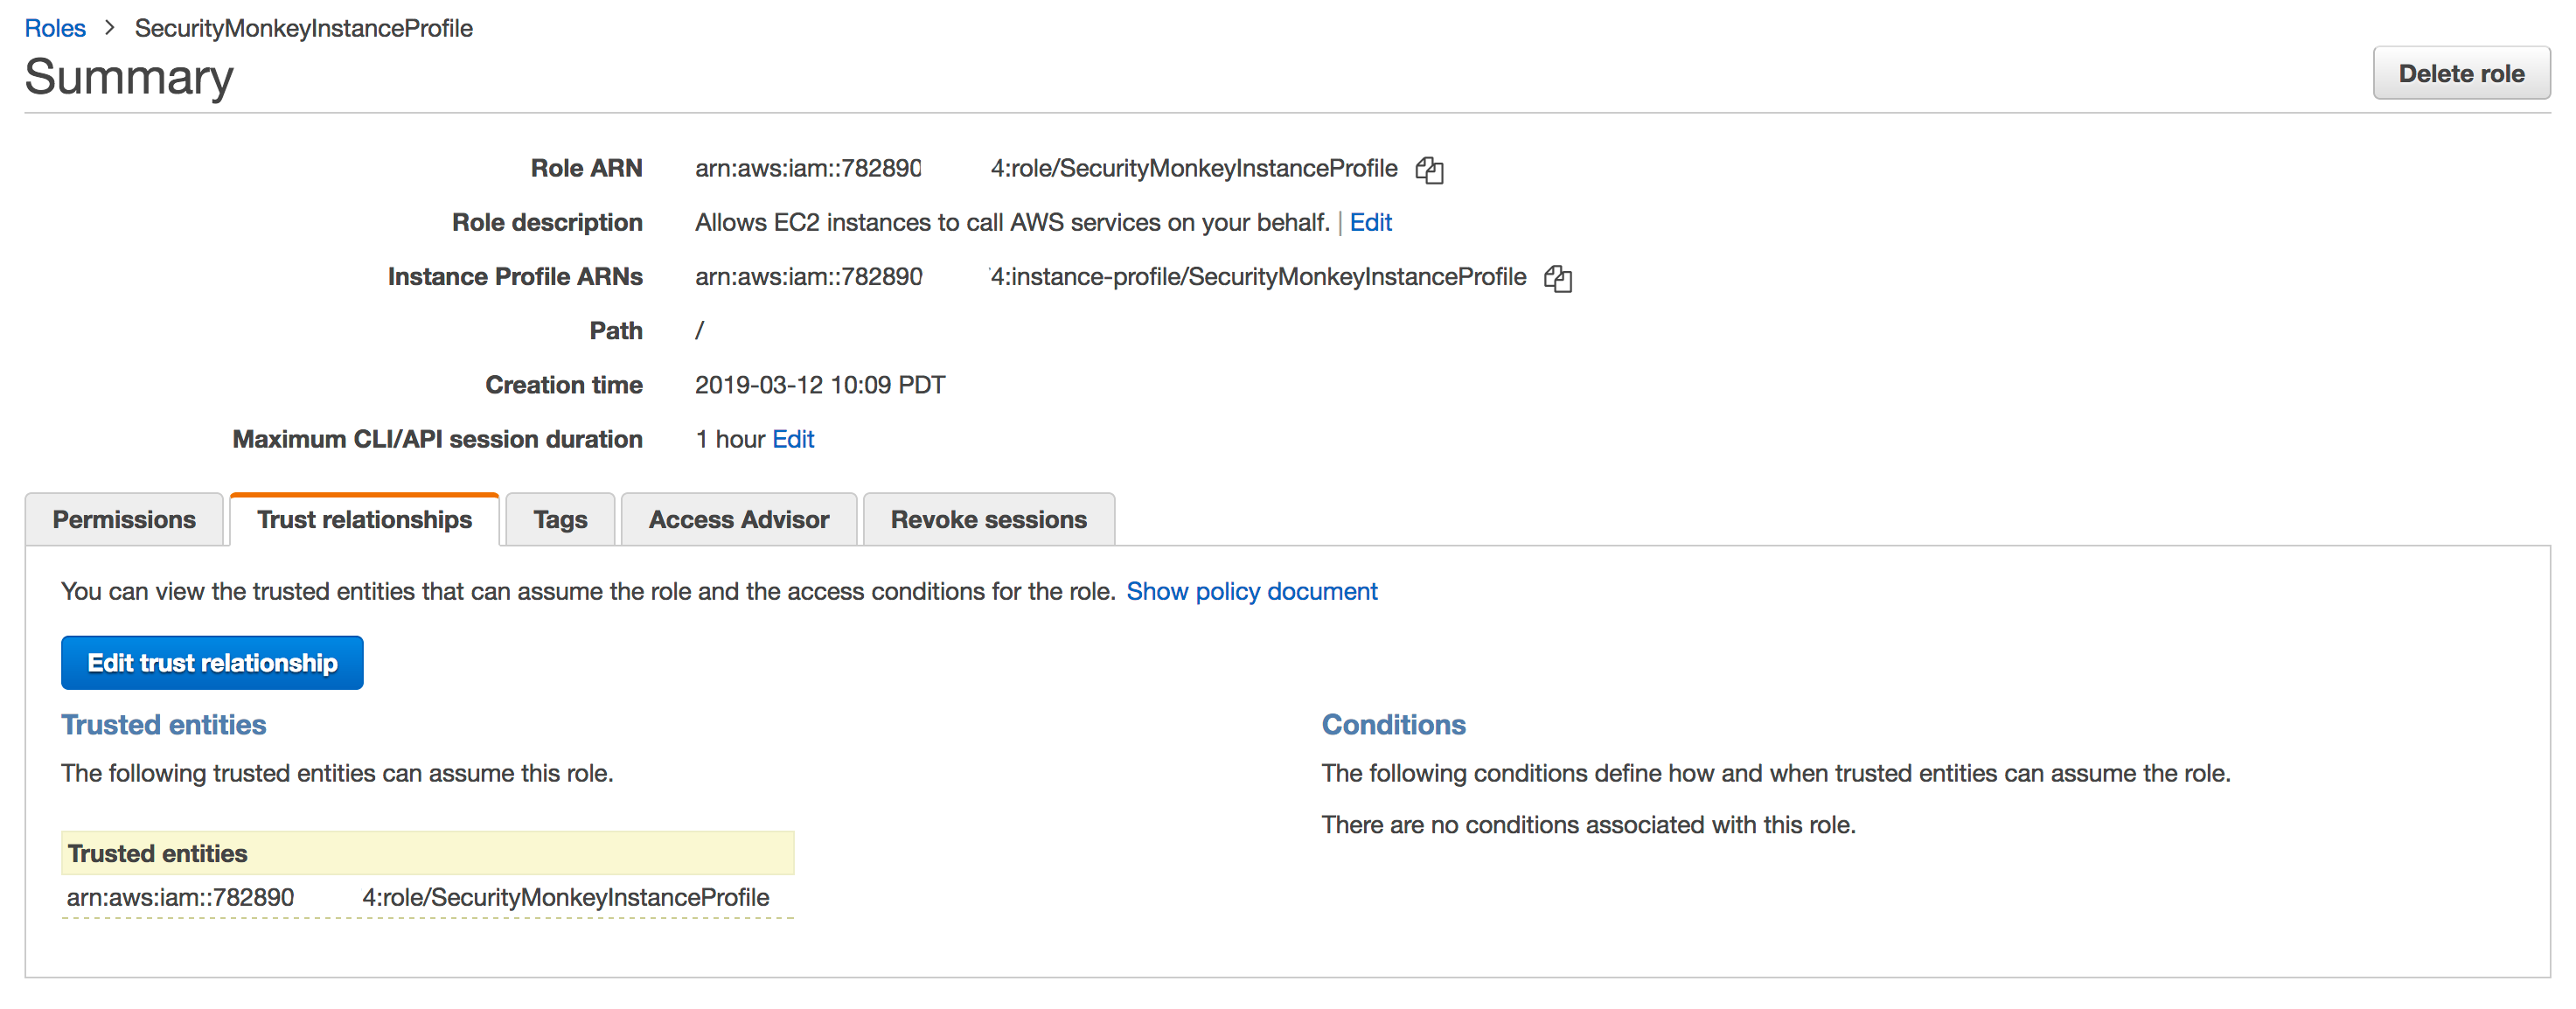 Roles > SecurityMonkeyInstanceProfile
Summary
Delete role
Role ARN arn:aws:iam::782890 4:role/SecurityMonkeyInstanceProfile
Role description Allows EC2 instances to call AWS services on your behalf. | Edit
Instance Profile ARNs arn:aws:iam::782890 4:instance-profile/SecurityMonkeyInstanceProfile
Path /
Creation time 2019-03-12 10:09 PDT
Maximum CLI/API session duration 1 hour Edit
Permissions Trust relationships Tags Access Advisor Revoke sessions
You can view the trusted entities that can assume the role and the access conditions for the role. Show policy document
Edit trust relationship
Trusted entities
The following trusted entities can assume this role.
Trusted entities
arn:aws:iam::782890 4:role/SecurityMonkeyInstanceProfile
Conditions
The following conditions define how and when trusted entities can assume the role.
There are no conditions associated with this role.